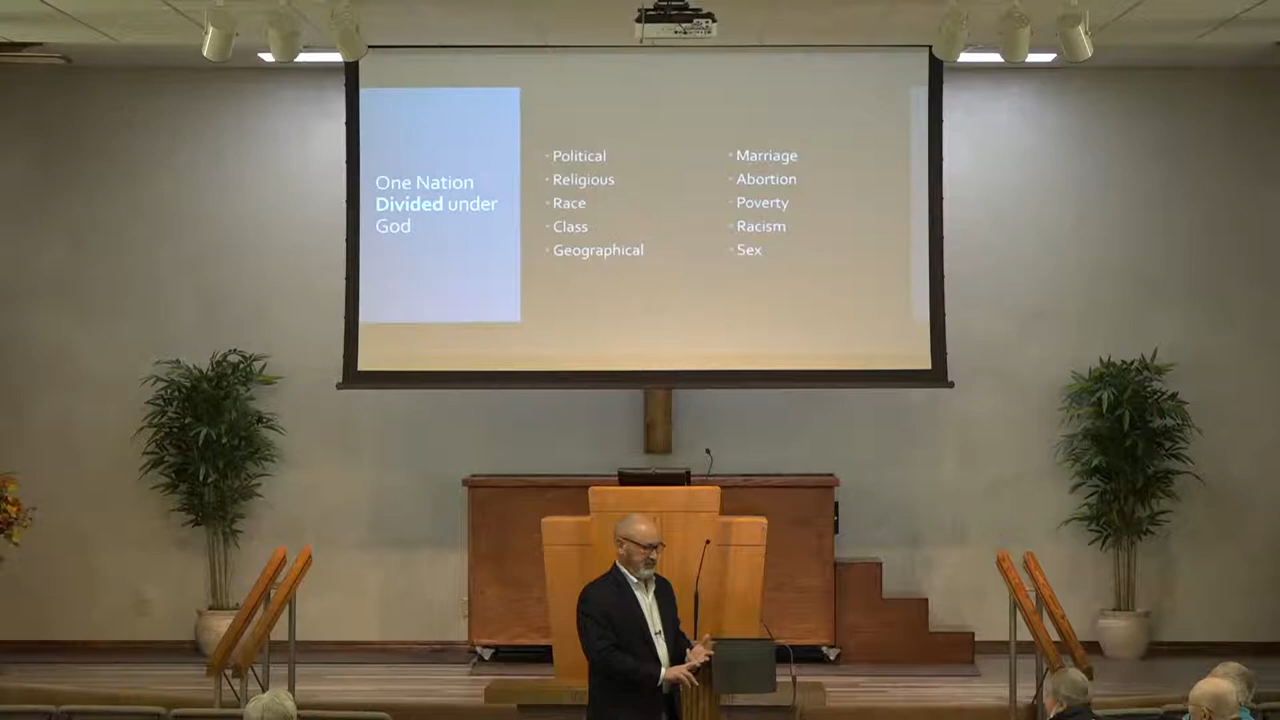 One Nation
Divided under
God
Political
Religious
Race
Class
Geographical
Marriage
Abortion
Poverty
Racism
Sex